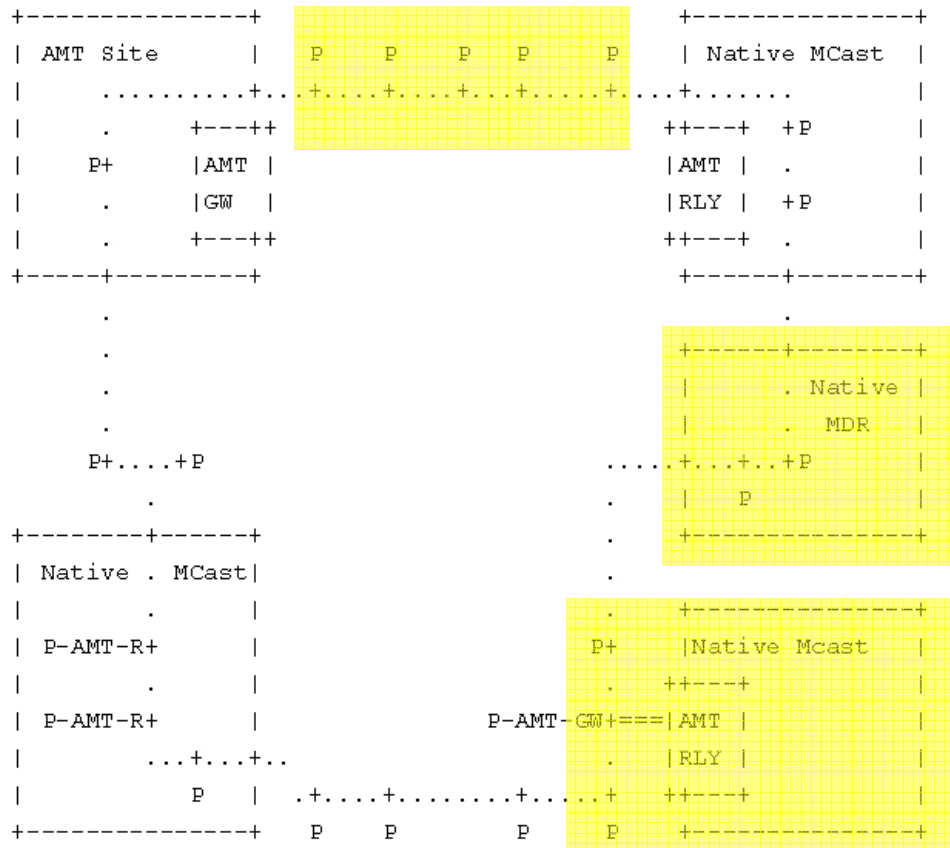 +---------------+ +---------------+
| AMT Site | P P P P P | Native MCast |
| ..........+...+....+....+...+.....+....+....... |
| . +---++ ++---+ +P |
| P+ |AMT | |AMT | . |
| . |GW | |RLY | +P |
| . +---++ ++---+ . |
+-----+---------+ +------+--------+
. .
. +------+--------+
. | . Native |
. | . MDR |
P+....+P .....+...+..+P |
. . | P |
+--------+------+ . +---------------+
| Native . MCast| .
| . | . +---------------+
| P-AMT-R+ | P+ |Native Mcast |
| . | . ++---+ |
| P-AMT-R+ | P-AMT-GW+===|AMT | |
| ...+...+.. . |RLY | |
| P | .+....+........+.....+ ++---+ |
+---------------+ P P P P +---------------+